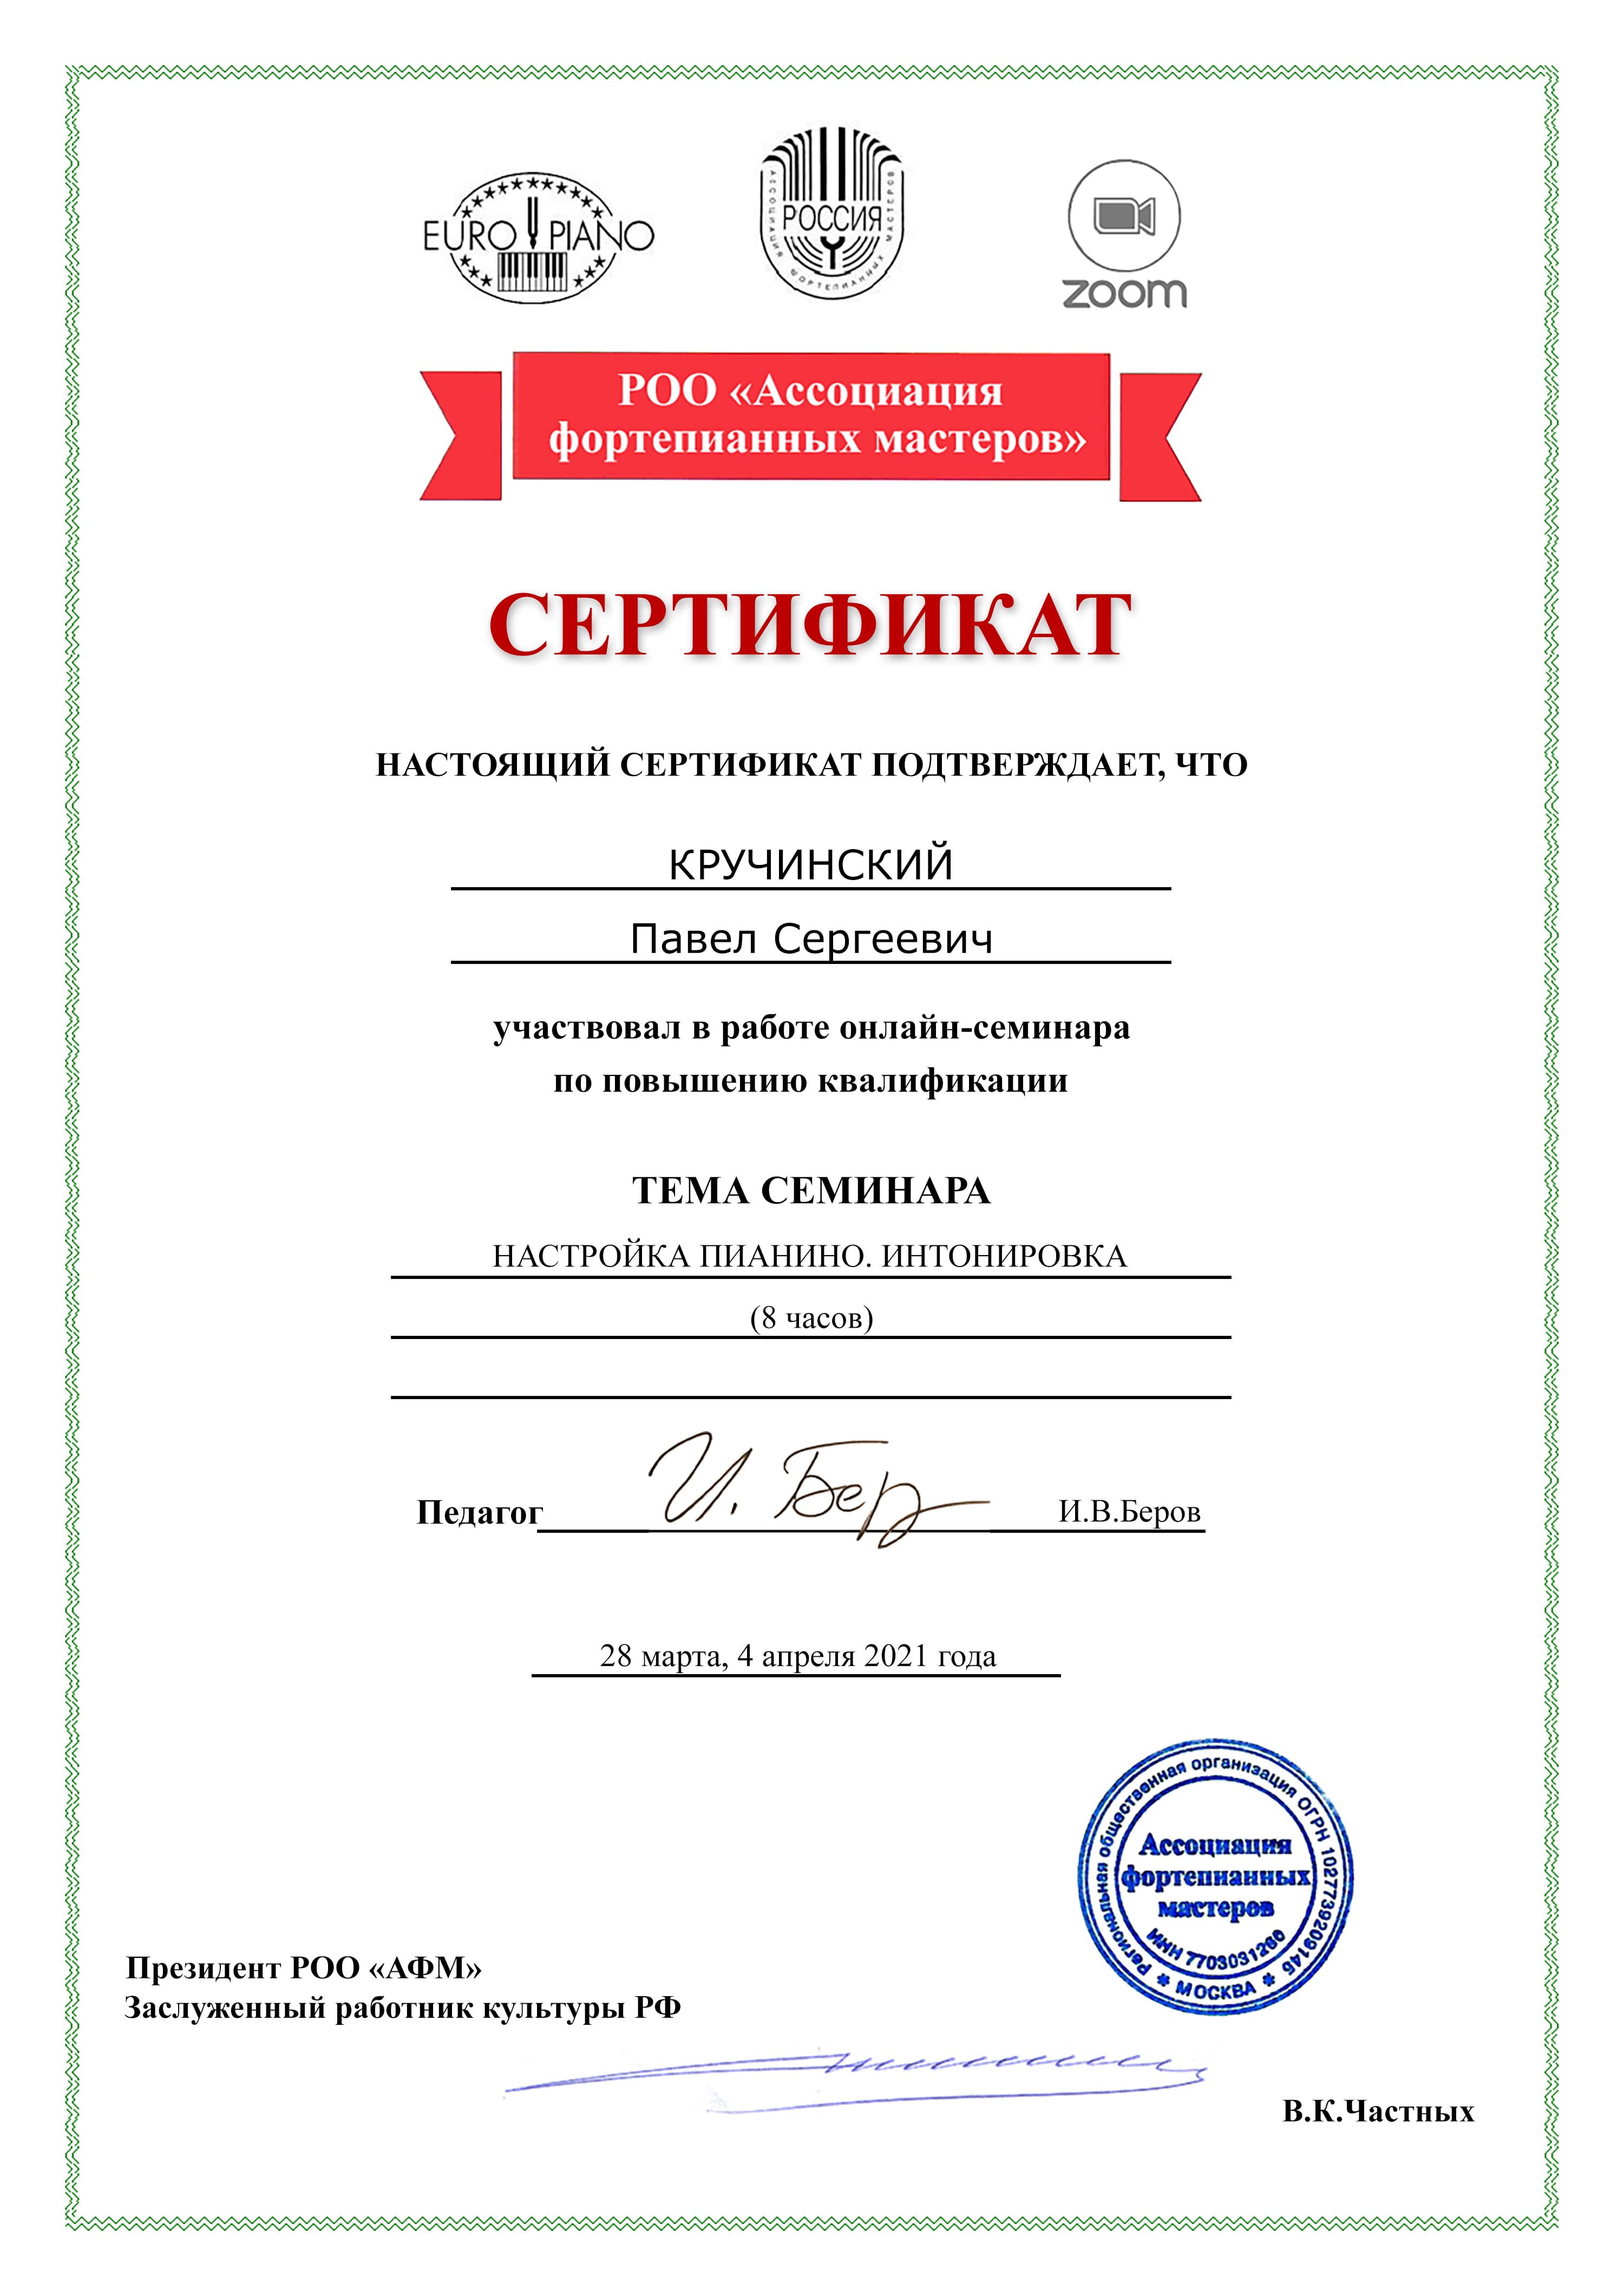 EURO PIANO
РОССИЯ
АССОЦИАЦИЯ ФОРТЕПИАННЫХ МАСТЕРОВ
zoom
РОО «Ассоциация
фортепианных мастеров»
СЕРТИФИКАТ
НАСТОЯЩИЙ СЕРТИФИКАТ ПОДТВЕРЖДАЕТ, ЧТО
КРУЧИНСКИЙ
Павел Сергеевич
участвовал в работе онлайн-семинара
по повышению квалификации
ТЕМА СЕМИНАРА
НАСТРОЙКА ПИАНИНО. ИНТОНИРОВКА
(8 часов)
И. Бер
Педагог И.В.Беров
28 марта, 4 апреля 2021 года
Региональная общественная организация ОГРН 1027739209145
Ассоциация
фортепианных
мастеров
ИНН 7703031260
* МОСКВА *
Президент РОО «АФМ»
Заслуженный работник культуры РФ
В.К.Частных